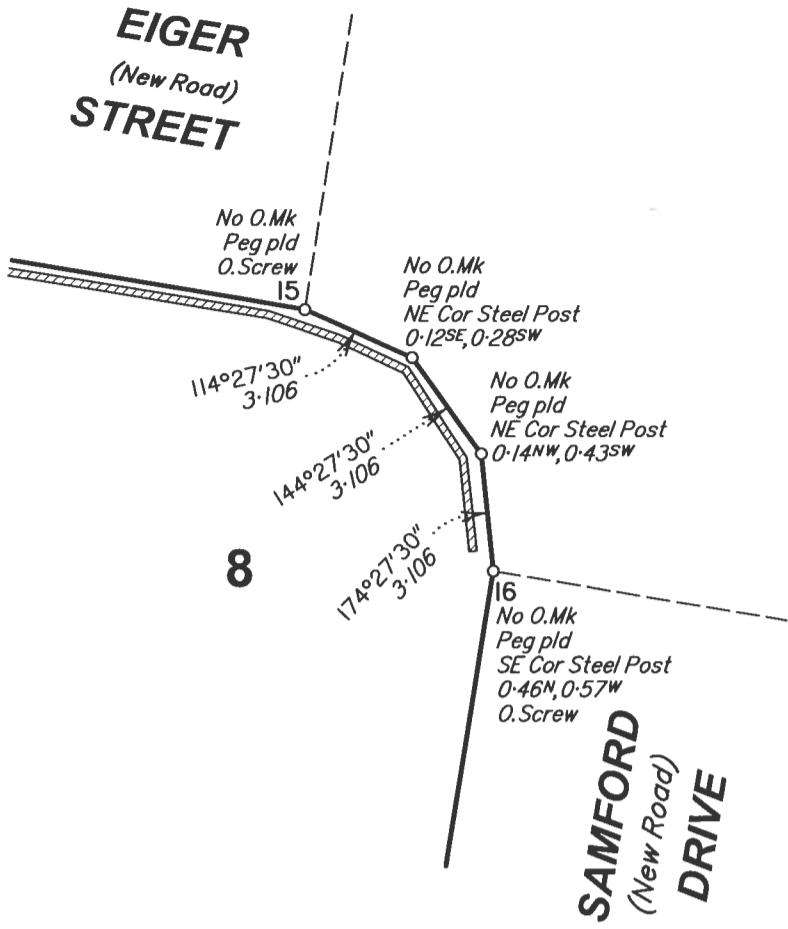 EIGER
(New Road)
STREET
No O.Mk
Peg pld
O.Screw
15
No O.Mk
Peg pld
NE Cor Steel Post
0·12SE, 0·28SW
114°27'30"
3·106
No O.Mk
Peg pld
NE Cor Steel Post
0·14NW, 0·43SW
144°27'30"
3·106
174°27'30"
3·106
8
16
No O.Mk
Peg pld
SE Cor Steel Post
0·46N, 0·57W
O.Screw
SAMFORD
(New Road)
DRIVE